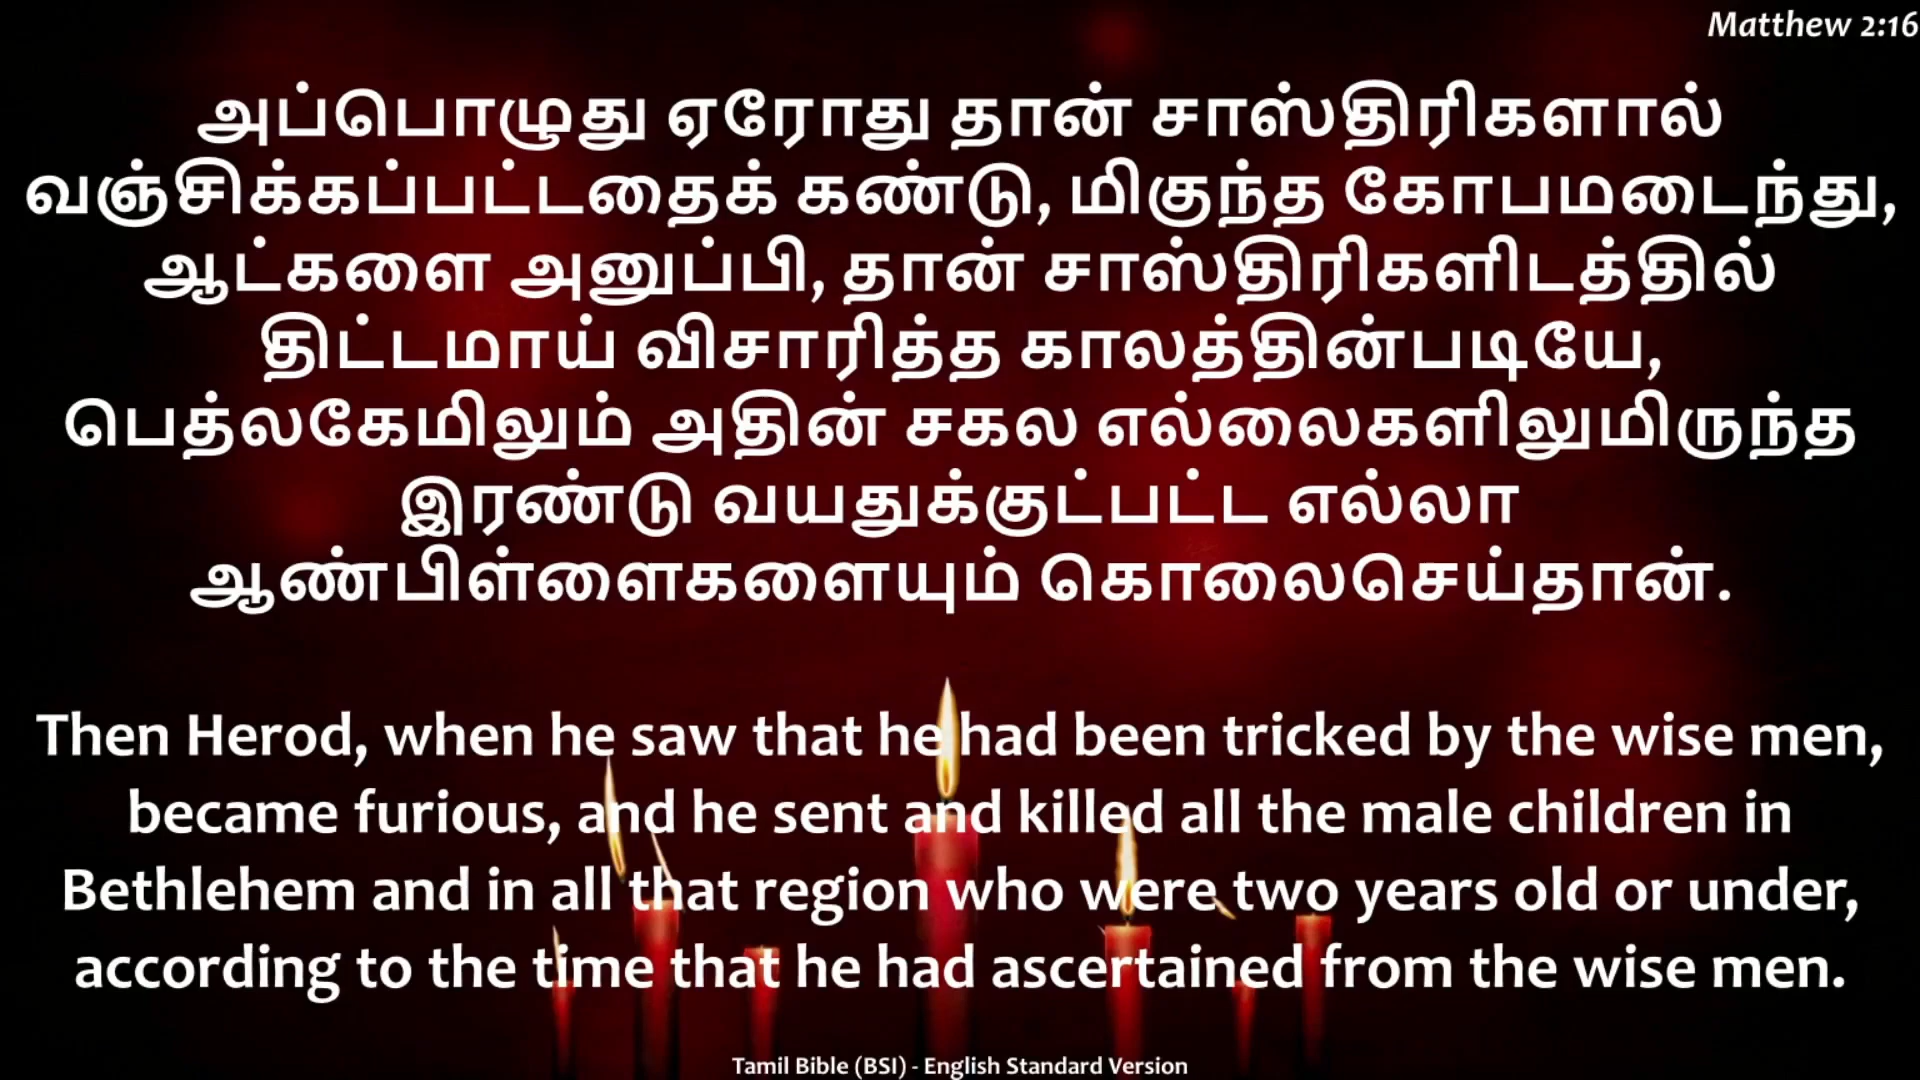 Matthew 2:16
அப்பொழுது ஏரோது தான் சாஸ்திரிகளால்
வஞ்சிக்கப்பட்டதைக் கண்டு, மிகுந்த கோபமடைந்து,
ஆட்களை அனுப்பி, தான் சாஸ்திரிகளிடத்தில்
திட்டமாய் விசாரித்த காலத்தின்படியே,
பெத்லகேமிலும் அதின் சகல எல்லைகளிலுமிருந்த
இரண்டு வயதுக்குட்பட்ட எல்லா
ஆண்பிள்ளைகளையும் கொலைசெய்தான்.
Then Herod, when he saw that he had been tricked by the wise men,
became furious, and he sent and killed all the male children in
Bethlehem and in all that region who were two years old or under,
according to the time that he had ascertained from the wise men.
Tamil Bible (BSI) - English Standard Version